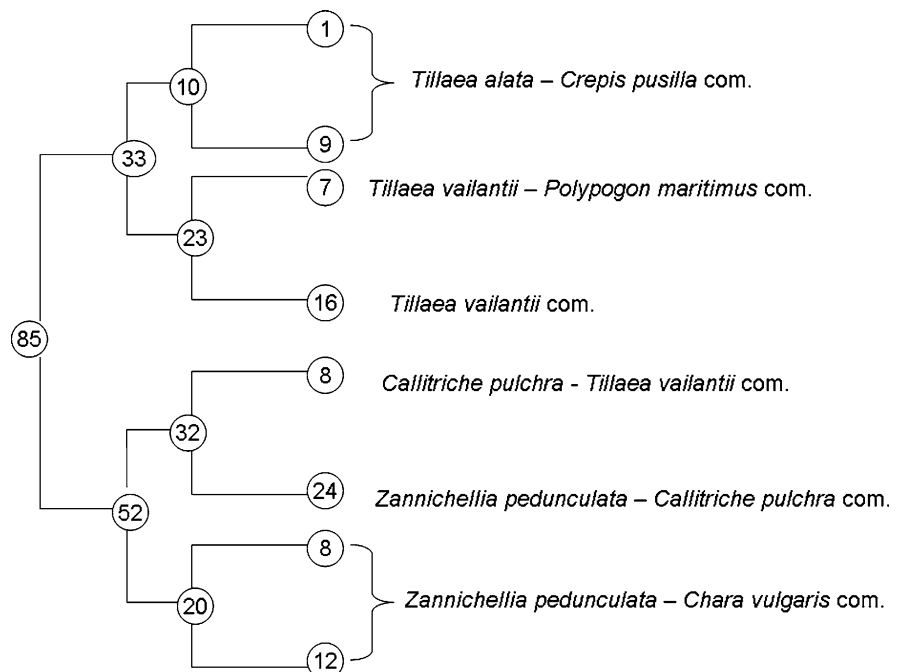 1
10
Tillaea alata – Crepis pusilla com.
9
33
7
Tillaea vailantii – Polypogon maritimus com.
23
16
Tillaea vailantii com.
85
8
Callitriche pulchra - Tillaea vailantii com.
32
24
Zannichellia pedunculata – Callitriche pulchra com.
52
8
20
Zannichellia pedunculata – Chara vulgaris com.
12